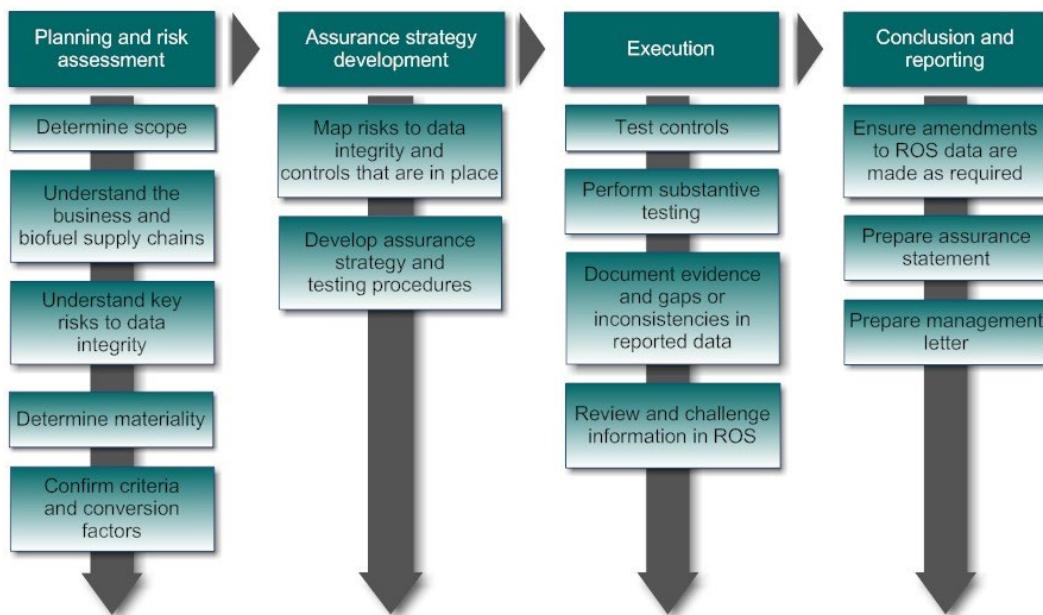 Planning and risk
assessment
Determine scope
Understand the
business and
biofuel supply chains
Understand key
risks to data
integrity
Determine materiality
Confirm criteria
and conversion
factors
Assurance strategy
development
Map risks to data
integrity and
controls that are in place
Develop assurance
strategy and
testing procedures
Execution
Test controls
Perform substantive
testing
Document evidence
and gaps or
inconsistencies in
reported data
Review and challenge
information in ROS
Conclusion and
reporting
Ensure amendments
to ROS data are
made as required
Prepare assurance
statement
Prepare management
letter